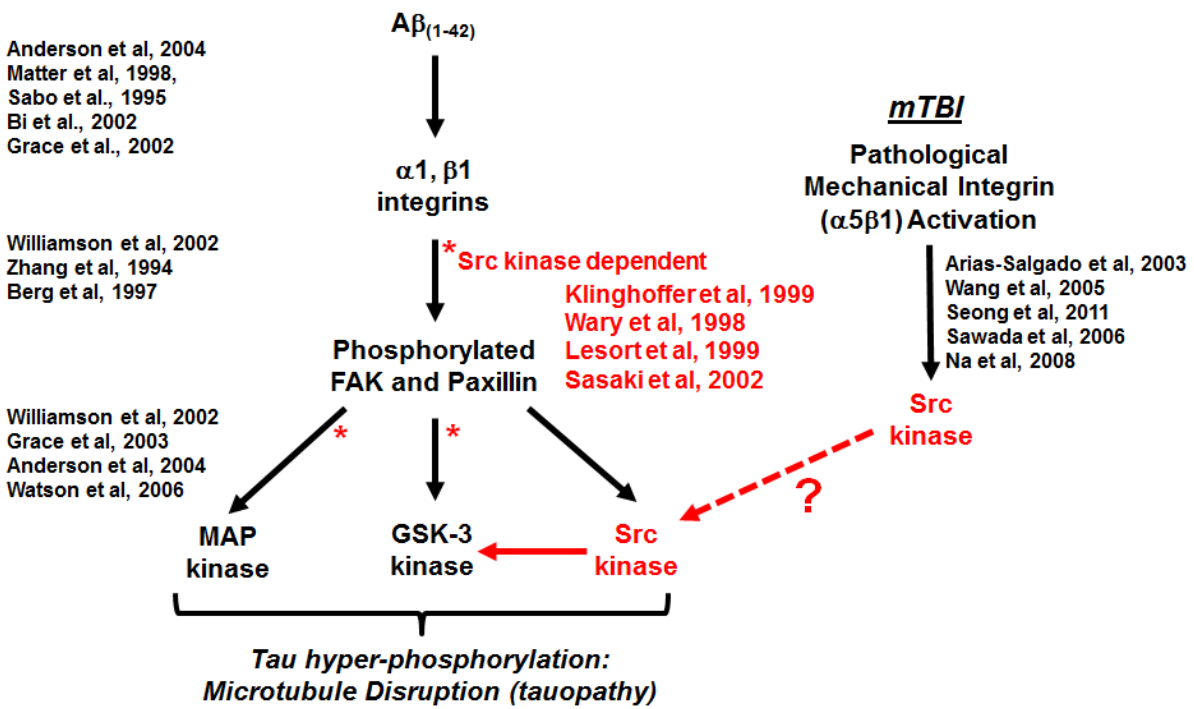 Aβ(1-42)
Anderson et al, 2004
Matter et al, 1998,
Sabo et al., 1995
Bi et al., 2002
Grace et al., 2002
α1, β1
integrins
mTBI
Pathological
Mechanical Integrin
(α5β1) Activation
Williamson et al, 2002
Zhang et al, 1994
Berg et al, 1997
*Src kinase dependent
Klinghoffer et al, 1999
Wary et al, 1998
Lesort et al, 1999
Sasaki et al, 2002
Arias-Salgado et al, 2003
Wang et al, 2005
Seong et al, 2011
Sawada et al, 2006
Na et al, 2008
Phosphorylated
FAK and Paxillin
Src
kinase
Williamson et al, 2002
Grace et al, 2003
Anderson et al, 2004
Watson et al, 2006
*
*
?
MAP
kinase
GSK-3
kinase
Src
kinase
Tau hyper-phosphorylation:
Microtubule Disruption (tauopathy)